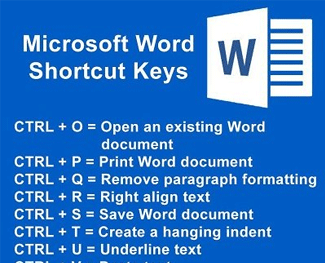 Microsoft Word
Shortcut Keys
W
CTRL + O = Open an existing Word
document
CTRL + P = Print Word document
CTRL + Q = Remove paragraph formatting
CTRL + R = Right align text
CTRL + S = Save Word document
CTRL + T = Create a hanging indent
CTRL + U = Underline text